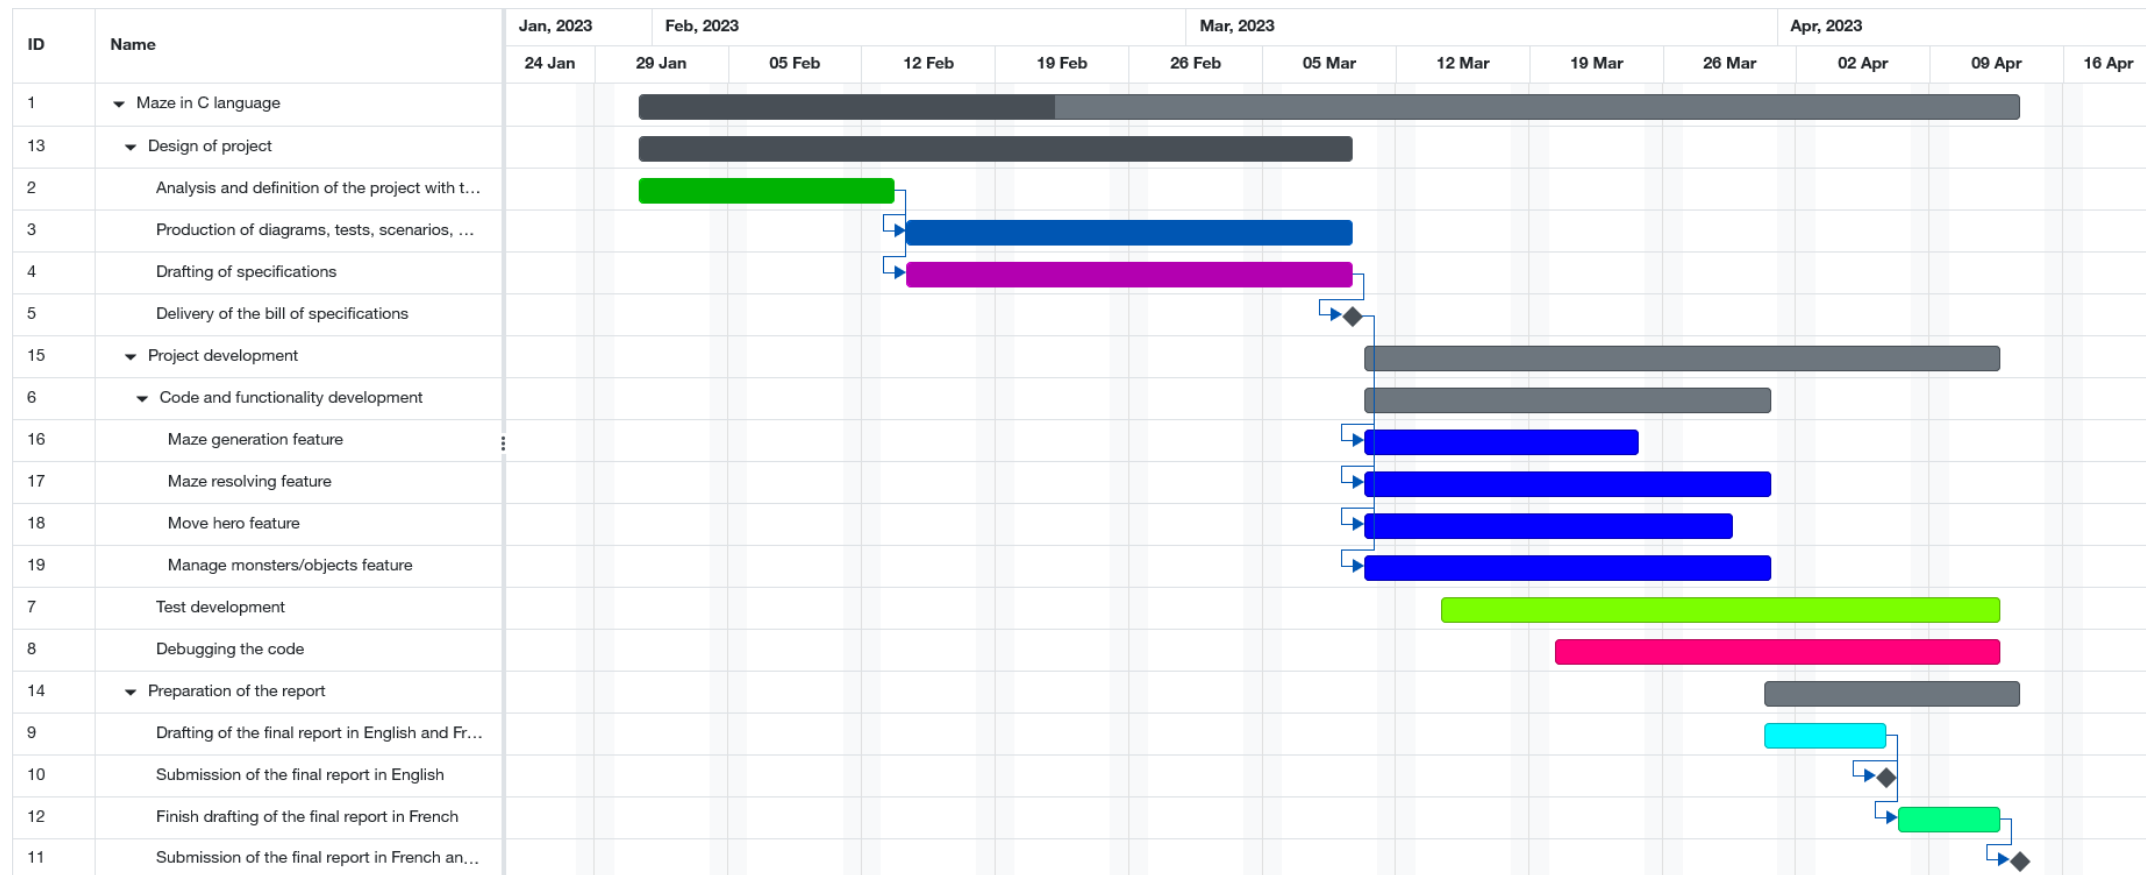 ID Name Jan, 2023 Feb, 2023 Mar, 2023 Apr, 2023
24 Jan 29 Jan 05 Feb 12 Feb 19 Feb 26 Feb 05 Mar 12 Mar 19 Mar 26 Mar 02 Apr 09 Apr 16 Apr
1 Maze in C language
13 Design of project
2 Analysis and definition of the project with t...
3 Production of diagrams, tests, scenarios, ...
4 Drafting of specifications
5 Delivery of the bill of specifications
15 Project development
6 Code and functionality development
16 Maze generation feature
17 Maze resolving feature
18 Move hero feature
19 Manage monsters/objects feature
7 Test development
8 Debugging the code
14 Preparation of the report
9 Drafting of the final report in English and Fr...
10 Submission of the final report in English
12 Finish drafting of the final report in French
11 Submission of the final report in French an...